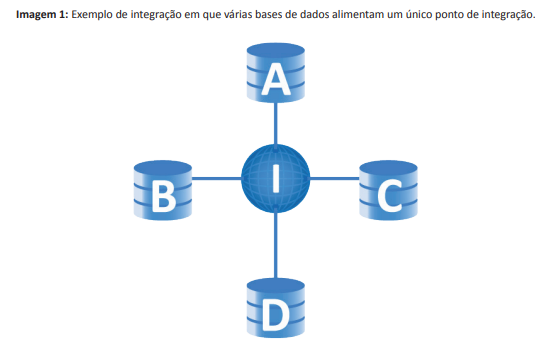 Imagem 1: Exemplo de integração em que várias bases de dados alimentam um único ponto de integração.
A
B
I
C
D